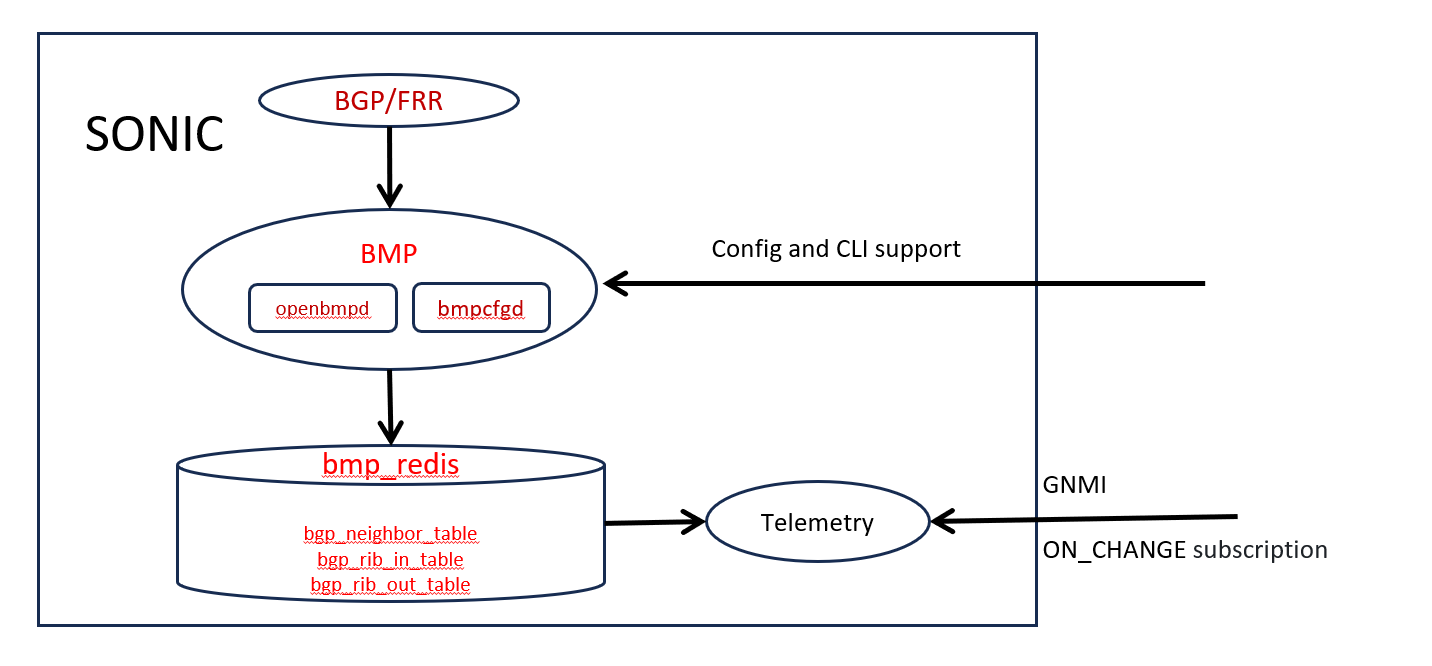 BGP/FRR
SONIC
BMP
Config and CLI support
openbmpd
bmpcfgd
bmp_redis
GNMI
Telemetry
bgp_neighbor_table
ON_CHANGE subscription
bgp_rib_in_table
bgp_rib_out_table